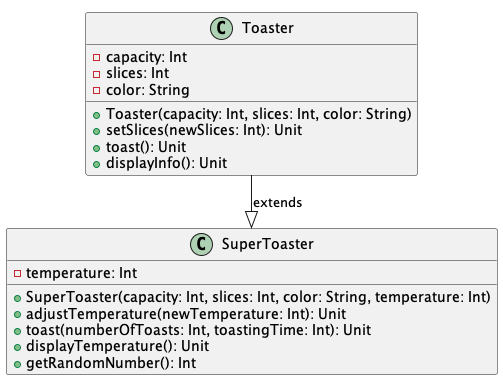 C Toaster
capacity: Int
slices: Int
color: String
Toaster(capacity: Int, slices: Int, color: String)
setSlices(newSlices: Int): Unit
toast(): Unit
displayInfo(): Unit
extends
C SuperToaster
temperature: Int
SuperToaster(capacity: Int, slices: Int, color: String, temperature: Int)
adjustTemperature(newTemperature: Int): Unit
toast(numberOfToasts: Int, toastingTime: Int): Unit
displayTemperature(): Unit
getRandomNumber(): Int